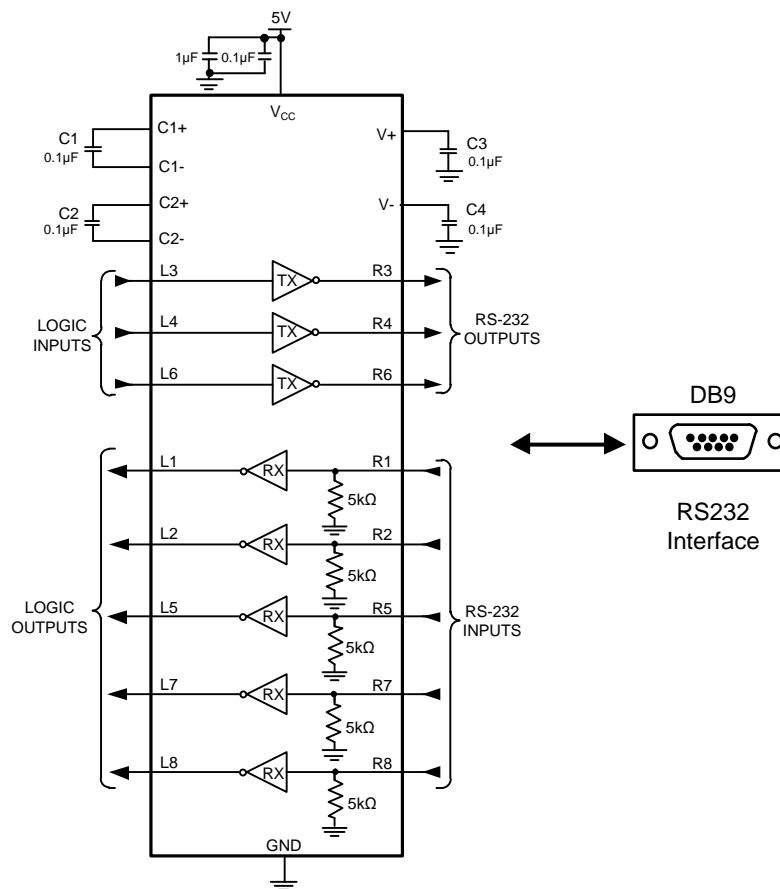 5V
1µF
0.1µF
VCC
C1
0.1µF
C1+
C1-
C2
0.1µF
C2+
C2-
V+
C3
0.1µF
V-
C4
0.1µF
LOGIC
INPUTS
L3
TX
R3
L4
TX
R4
L6
TX
R6
RS-232
OUTPUTS
LOGIC
OUTPUTS
L1
RX
R1
5kΩ
L2
RX
R2
5kΩ
L5
RX
R5
5kΩ
L7
RX
R7
5kΩ
L8
RX
R8
5kΩ
RS-232
INPUTS
GND
DB9
RS232
Interface